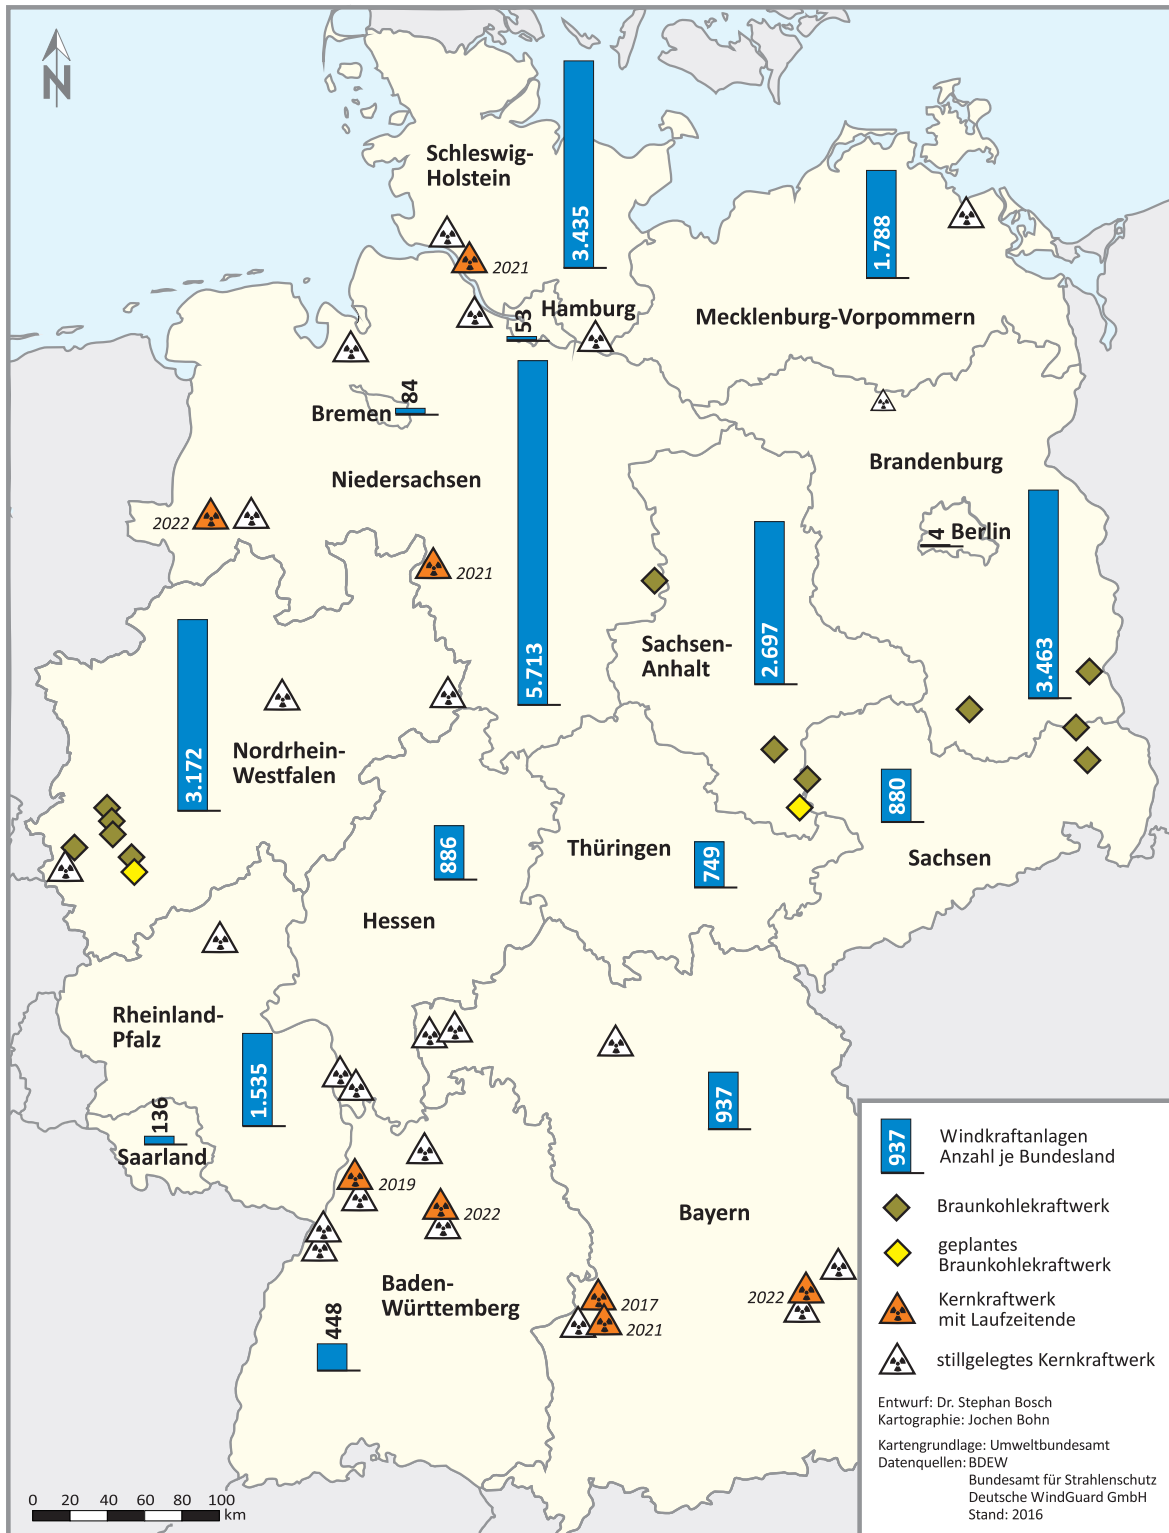 N
Schleswig-
Holstein
3.435
1.788
2021
Hamburg
53
Mecklenburg-Vorpommern
84
Bremen
Brandenburg
Niedersachsen
2022
4
Berlin
2021
Sachsen-
Anhalt
2.697
5.713
3.463
3.172
Nordrhein-
Westfalen
880
886
Thüringen
749
Sachsen
Hessen
Rheinland-
Pfalz
1.535
937
136
Saarland
2019
2022
Bayern
Baden-
Württemberg
2022
2017
2021
448
937
Windkraftanlagen
Anzahl je Bundesland
Braunkohlekraftwerk
geplantes
Braunkohlekraftwerk
Kernkraftwerk
mit Laufzeitende
stillgelegtes Kernkraftwerk
Entwurf: Dr. Stephan Bosch
Kartographie: Jochen Bohn
Kartengrundlage: Umweltbundesamt
Datenquellen: BDEW
Bundesamt für Strahlenschutz
Deutsche WindGuard GmbH
Stand: 2016
0 20 40 60 80 100
km